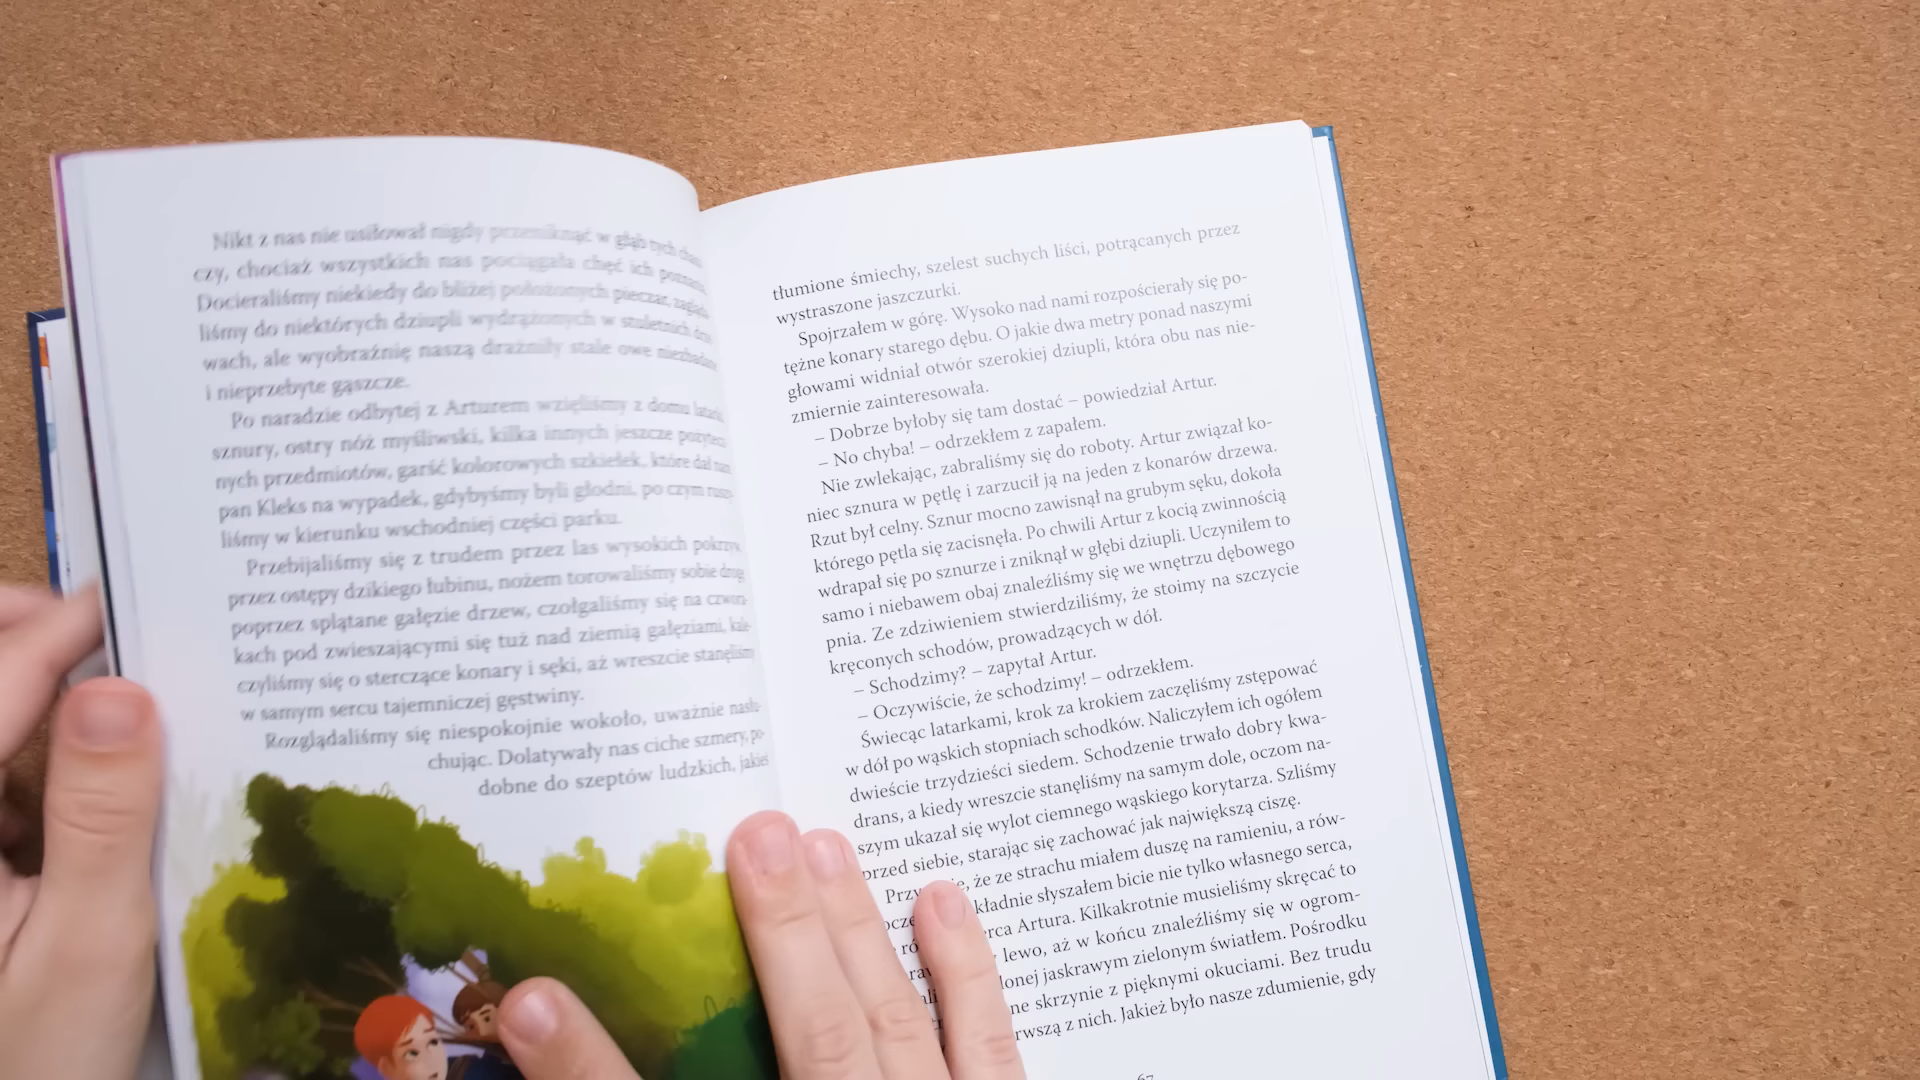 Nikt z nas nie usiłował nigdy przeniknąć w głąb tych
czy, chociaż wszystkich nas pociągała chęć ich
Docieraliśmy niekiedy do bliżej położonych pieczar,
liśmy do niektórych dziupli wydrążonych w stuletnich
wach, ale wyobraźnię naszą drażniły stale owe
i nieprzebyte gąszcze.
Po naradzie odbytej z Arturem wzięliśmy z domu
sznury, ostry nóż myśliwski, kilka innych jeszcze
nych przedmiotów, garść kolorowych szkiełek, które dał nam
pan Kleks na wypadek, gdybyśmy byli głodni, po czym
liśmy w kierunku wschodniej części parku.
Przebijaliśmy się z trudem przez las wysokich
przez ostępy dzikiego łubinu, nożem torowaliśmy sobie drogę
poprzez splątane gałęzie drzew, czołgaliśmy się na
kach pod zwieszającymi się tuż nad ziemią gałęziami, kale-
czyliśmy się o sterczące konary i sęki, aż wreszcie stanęliśmy
w samym sercu tajemniczej gęstwiny.
Rozglądaliśmy się niespokojnie wokoło, uważnie nasłu-
chując. Dolatywały nas ciche szmery, po-
dobne do szeptów ludzkich, jakieś
tłumione śmiechy, szelest suchych liści, potrącanych przez
wystraszone jaszczurki.
Spojrzałem w górę. Wysoko nad nami rozpościerały się po-
tężne konary starego dębu. O jakie dwa metry ponad naszymi
głowami widniał otwór szerokiej dziupli, która obu nas nie-
zmiernie zainteresowała.
– Dobrze byłoby się tam dostać – powiedział Artur.
– No chyba! – odrzekłem z zapałem.
Nie zwlekając, zabraliśmy się do roboty. Artur związał ko-
niec sznura w pętlę i zarzucił ją na jeden z konarów drzewa.
Rzut był celny. Sznur mocno zawisnął na grubym sęku, dokoła
którego pętla się zacisnęła. Po chwili Artur z kocią zwinnością
wdrapał się po sznurze i zniknął w głębi dziupli. Uczyniłem to
samo i niebawem obaj znaleźliśmy się we wnętrzu dębowego
pnia. Ze zdziwieniem stwierdziliśmy, że stoimy na szczycie
kręconych schodów, prowadzących w dół.
– Schodzimy? – zapytał Artur.
– Oczywiście, że schodzimy! – odrzekłem.
Świecąc latarkami, krok za krokiem zaczęliśmy zstępować
w dół po wąskich stopniach schodków. Naliczyłem ich ogółem
dwieście trzydzieści siedem. Schodzenie trwało dobry kwa-
drans, a kiedy wreszcie stanęliśmy na samym dole, oczom na-
szym ukazał się wylot ciemnego wąskiego korytarza. Szliśmy
przed siebie, starając się zachować jak największą ciszę.
że ze strachu miałem duszę na ramieniu, a rów-
słyszałem bicie nie tylko własnego serca,
Artura. Kilkakrotnie musieliśmy skręcać to
lewo, aż w końcu znaleźliśmy się w ogrom-
jaskrawym zielonym światłem. Pośrodku
skrzynie z pięknymi okuciami. Bez trudu
z nich. Jakież było nasze zdumienie, gdy
67